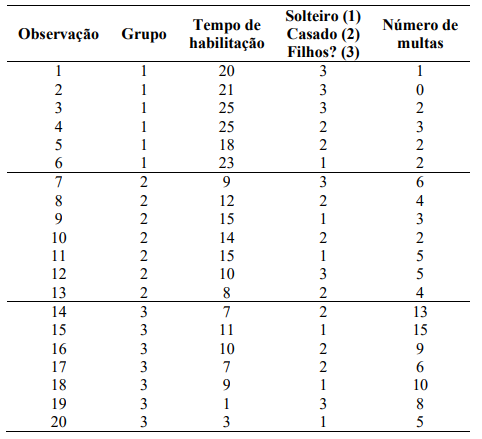 Observação Grupo Tempo de habilitação Solteiro (1) Casado (2) Filhos? (3) Número de multas
1 1 20 3 1
2 1 21 3 0
3 1 25 3 2
4 1 25 2 3
5 1 18 2 2
6 1 23 1 2
7 2 9 3 6
8 2 12 2 4
9 2 15 1 3
10 2 14 2 2
11 2 15 1 5
12 2 10 3 5
13 2 8 2 4
14 3 7 2 13
15 3 11 1 15
16 3 10 2 9
17 3 7 2 6
18 3 9 1 10
19 3 1 3 8
20 3 3 1 5